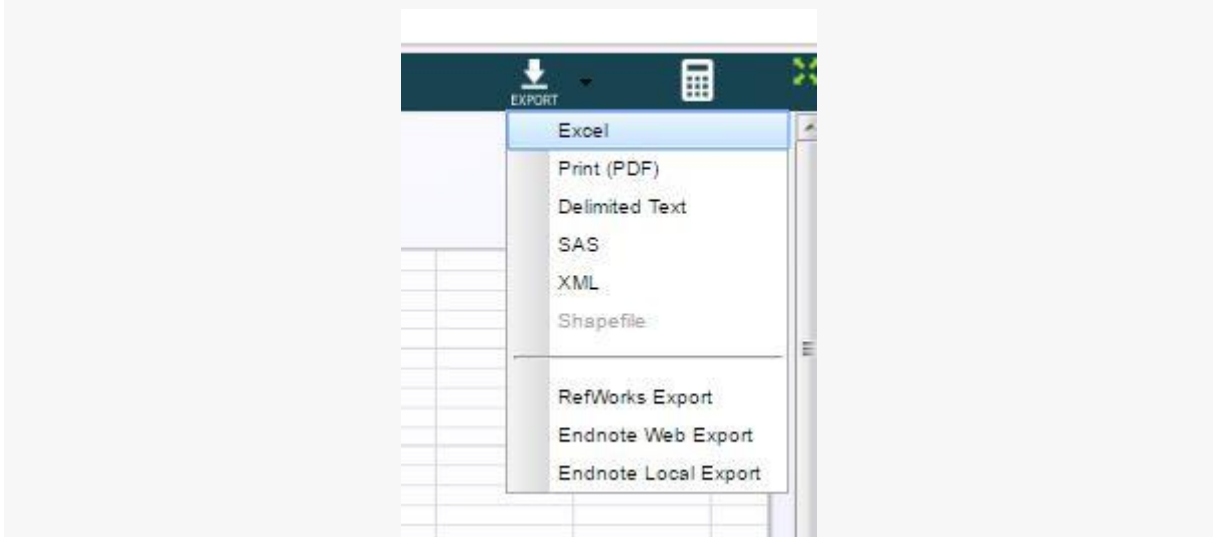 EXPORT
Excel
Print (PDF)
Delimited Text
SAS
XML
Shapefile
RefWorks Export
Endnote Web Export
Endnote Local Export